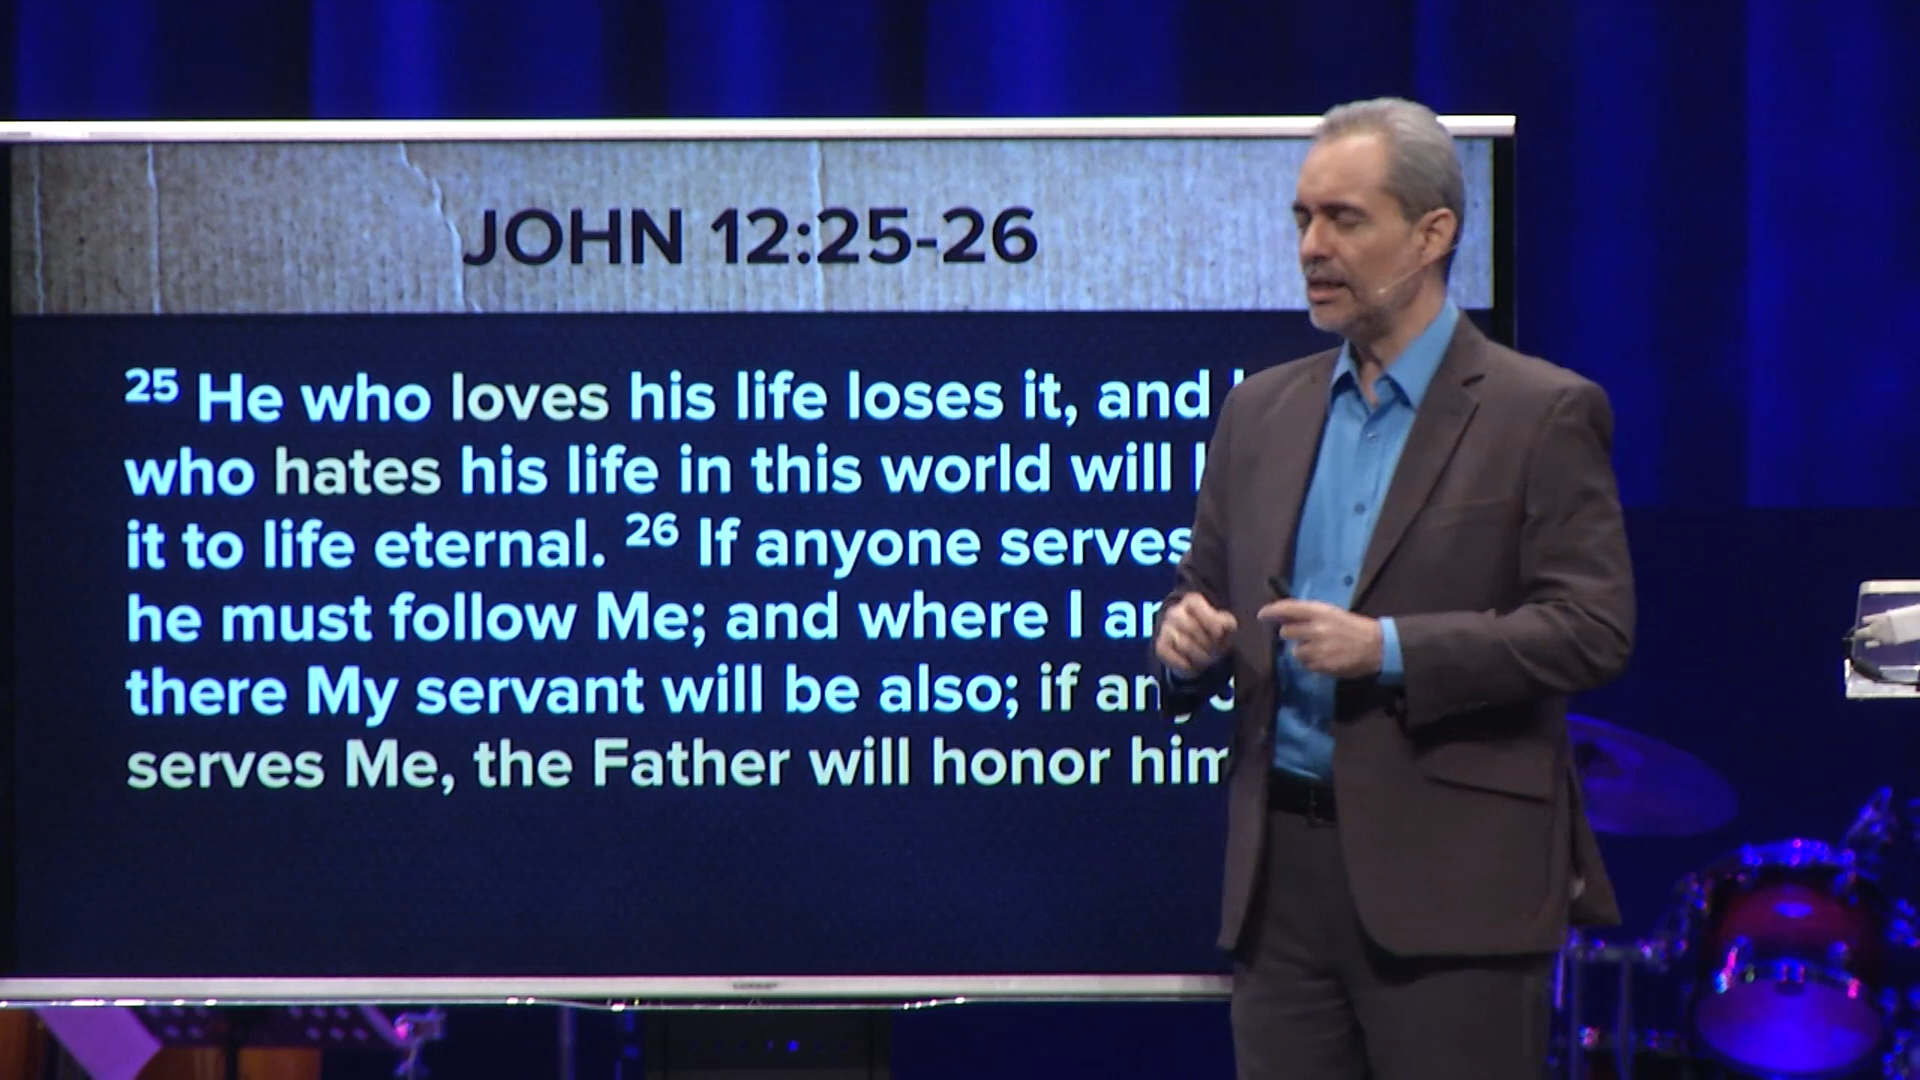 JOHN 12:25-26
25 He who loves his life loses it, and
who hates his life in this world will
it to life eternal. 26 If anyone serves
he must follow Me; and where I
there My servant will be also; if
serves Me, the Father will honor him